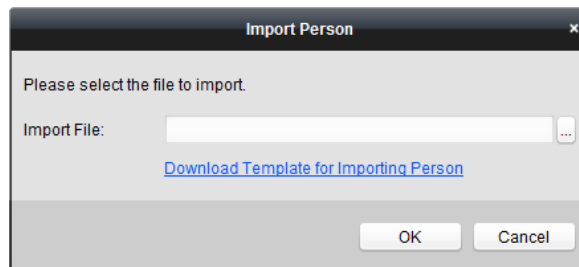 Import Person ×
Please select the file to import.
Import File: ...
Download Template for Importing Person
OK Cancel